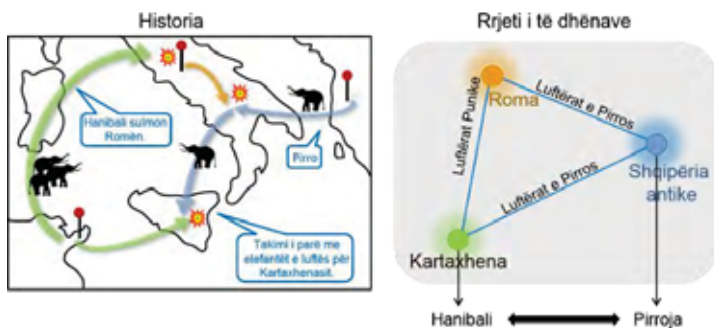 Historia
Hanibali sulmon
Romën.
Pirro
Takimi i parë me
elefantët e luftës për
Kartaxhenasit.
Rrjeti i të dhënave
Roma
Luftërat Punike
Luftërat e Pirros
Shqipëria
antike
Luftërat e Pirros
Kartaxhena
Hanibali
Pirroja